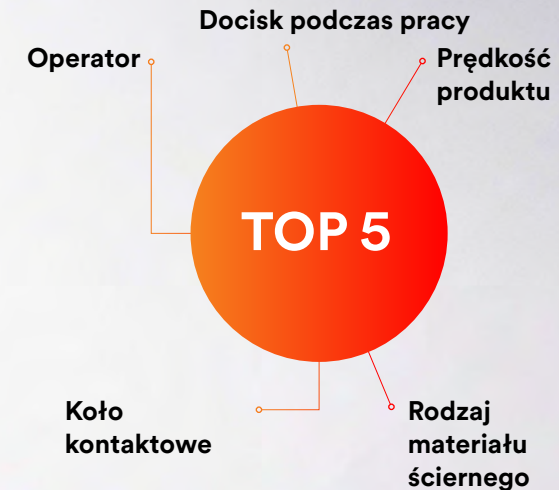 Docisk podczas pracy
Operator
Prędkość
produktu
TOP 5
Koło
kontaktowe
Rodzaj
materiału
ściernego